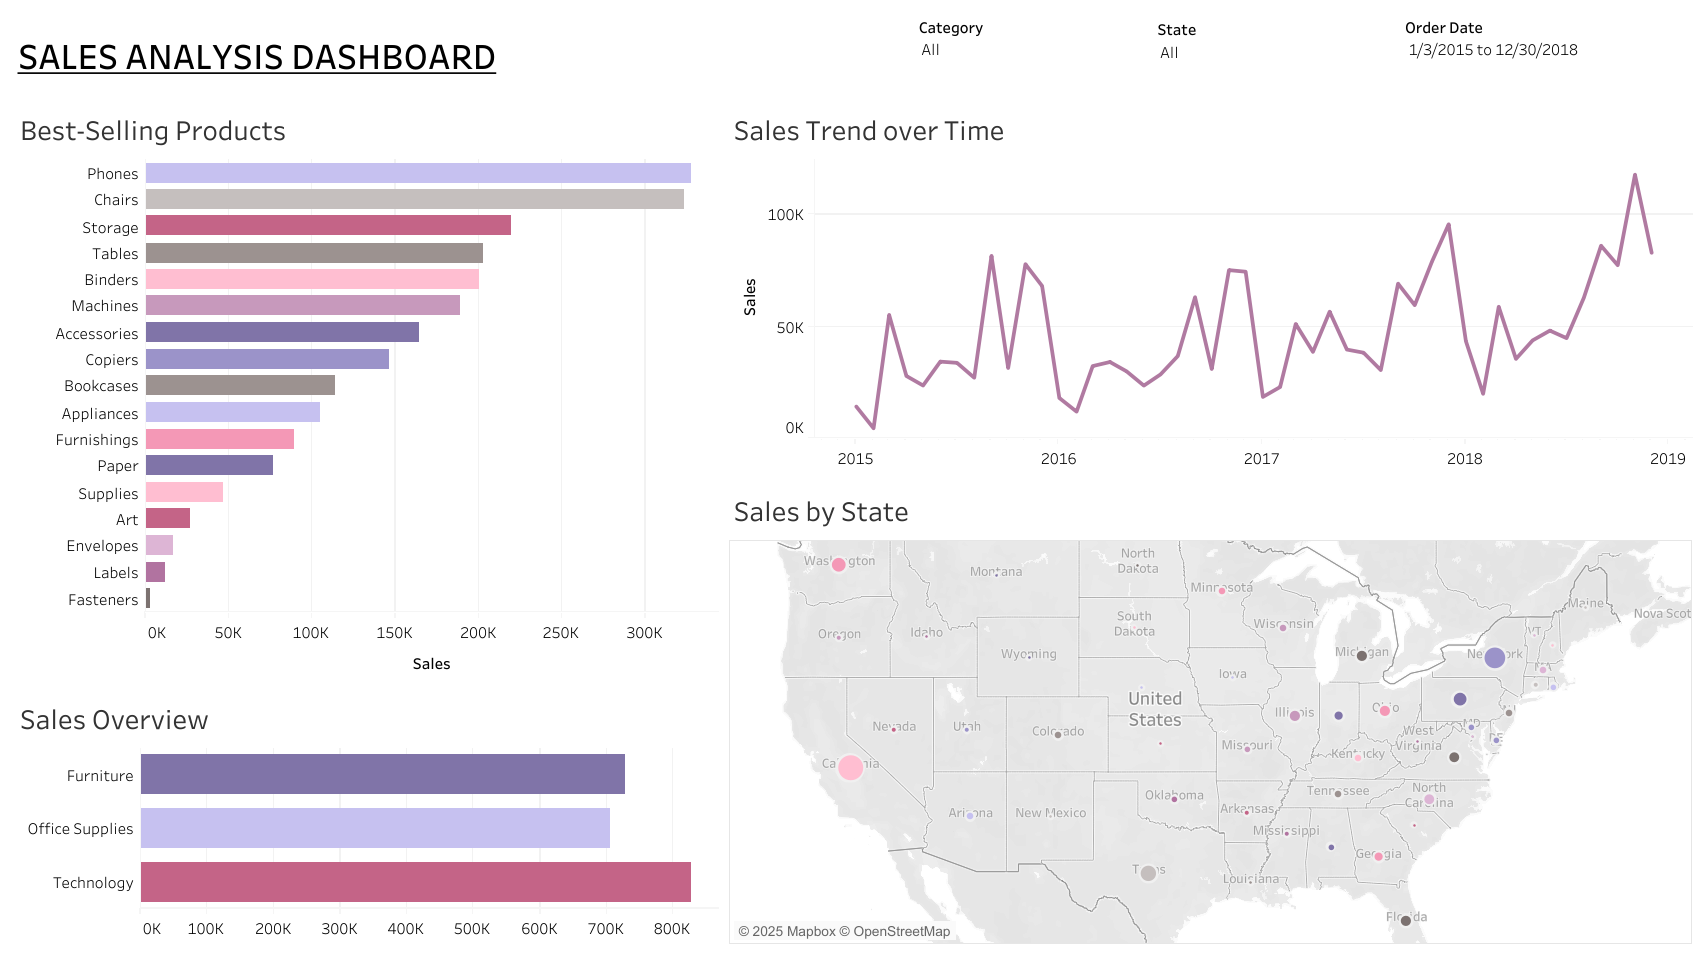 SALES ANALYSIS DASHBOARD
Category
All
State
All
Order Date
1/3/2015 to 12/30/2018
Best-Selling Products
Phones
Chairs
Storage
Tables
Binders
Machines
Accessories
Copiers
Bookcases
Appliances
Furnishings
Paper
Supplies
Art
Envelopes
Labels
Fasteners
0K 50K 100K 150K 200K 250K 300K
Sales
Sales Overview
Furniture
Office Supplies
Technology
0K 100K 200K 300K 400K 500K 600K 700K 800K
Sales Trend over Time
100K
50K
0K
Sales
2015 2016 2017 2018 2019
Sales by State
Montana
North
Dakota
Minnesota
Maine
Nova Scot
Oregon
Idaho
South
Dakota
Wisconsin
VT
Wyoming
Michigan
Iowa
United
States
Nevada
Utah
Colorado
Illinois
Ohio
MD
DE
West
Virginia
Missouri
Kentucky
Oklahoma
Tennessee
North
Carolina
Arizona
New Mexico
Arkansas
Mississippi
Georgia
Louisiana
Florida
© 2025 Mapbox © OpenStreetMap